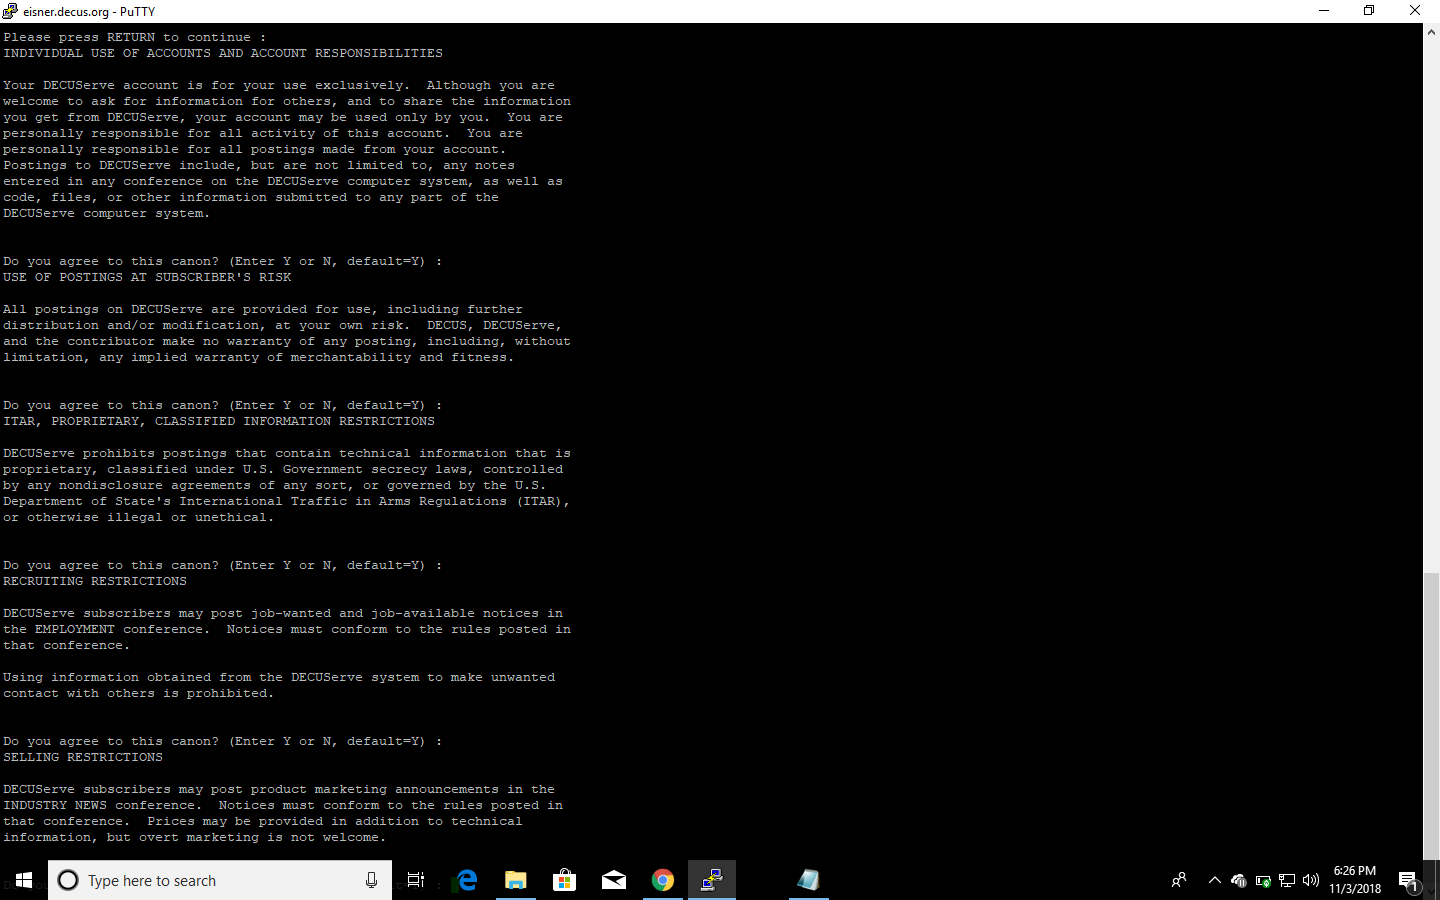 eisner.decus.org - PuTTY
Please press RETURN to continue :
INDIVIDUAL USE OF ACCOUNTS AND ACCOUNT RESPONSIBILITIES
Your DECUServe account is for your use exclusively.  Although you are
welcome to ask for information for others, and to share the information
you get from DECUServe, your account may be used only by you.  You are
personally responsible for all activity of this account.  You are
personally responsible for all postings made from your account.
Postings to DECUServe include, but are not limited to, any notes
entered in any conference on the DECUServe computer system, as well as
code, files, or other information submitted to any part of the
DECUServe computer system.
Do you agree to this canon? (Enter Y or N, default=Y) :
USE OF POSTINGS AT SUBSCRIBER'S RISK
All postings on DECUServe are provided for use, including further
distribution and/or modification, at your own risk.  DECUS, DECUServe,
and the contributor make no warranty of any posting, including, without
limitation, any implied warranty of merchantability and fitness.
Do you agree to this canon? (Enter Y or N, default=Y) :
ITAR, PROPRIETARY, CLASSIFIED INFORMATION RESTRICTIONS
DECUServe prohibits postings that contain technical information that is
proprietary, classified under U.S. Government secrecy laws, controlled
by any nondisclosure agreements of any sort, or governed by the U.S.
Department of State's International Traffic in Arms Regulations (ITAR),
or otherwise illegal or unethical.
Do you agree to this canon? (Enter Y or N, default=Y) :
RECRUITING RESTRICTIONS
DECUServe subscribers may post job-wanted and job-available notices in
the EMPLOYMENT conference.  Notices must conform to the rules posted in
that conference.
Using information obtained from the DECUServe system to make unwanted
contact with others is prohibited.
Do you agree to this canon? (Enter Y or N, default=Y) :
SELLING RESTRICTIONS
DECUServe subscribers may post product marketing announcements in the
INDUSTRY NEWS conference.  Notices must conform to the rules posted in
that conference.  Prices may be provided in addition to technical
information, but overt marketing is not welcome.
Type here to search
6:26 PM
11/3/2018
1